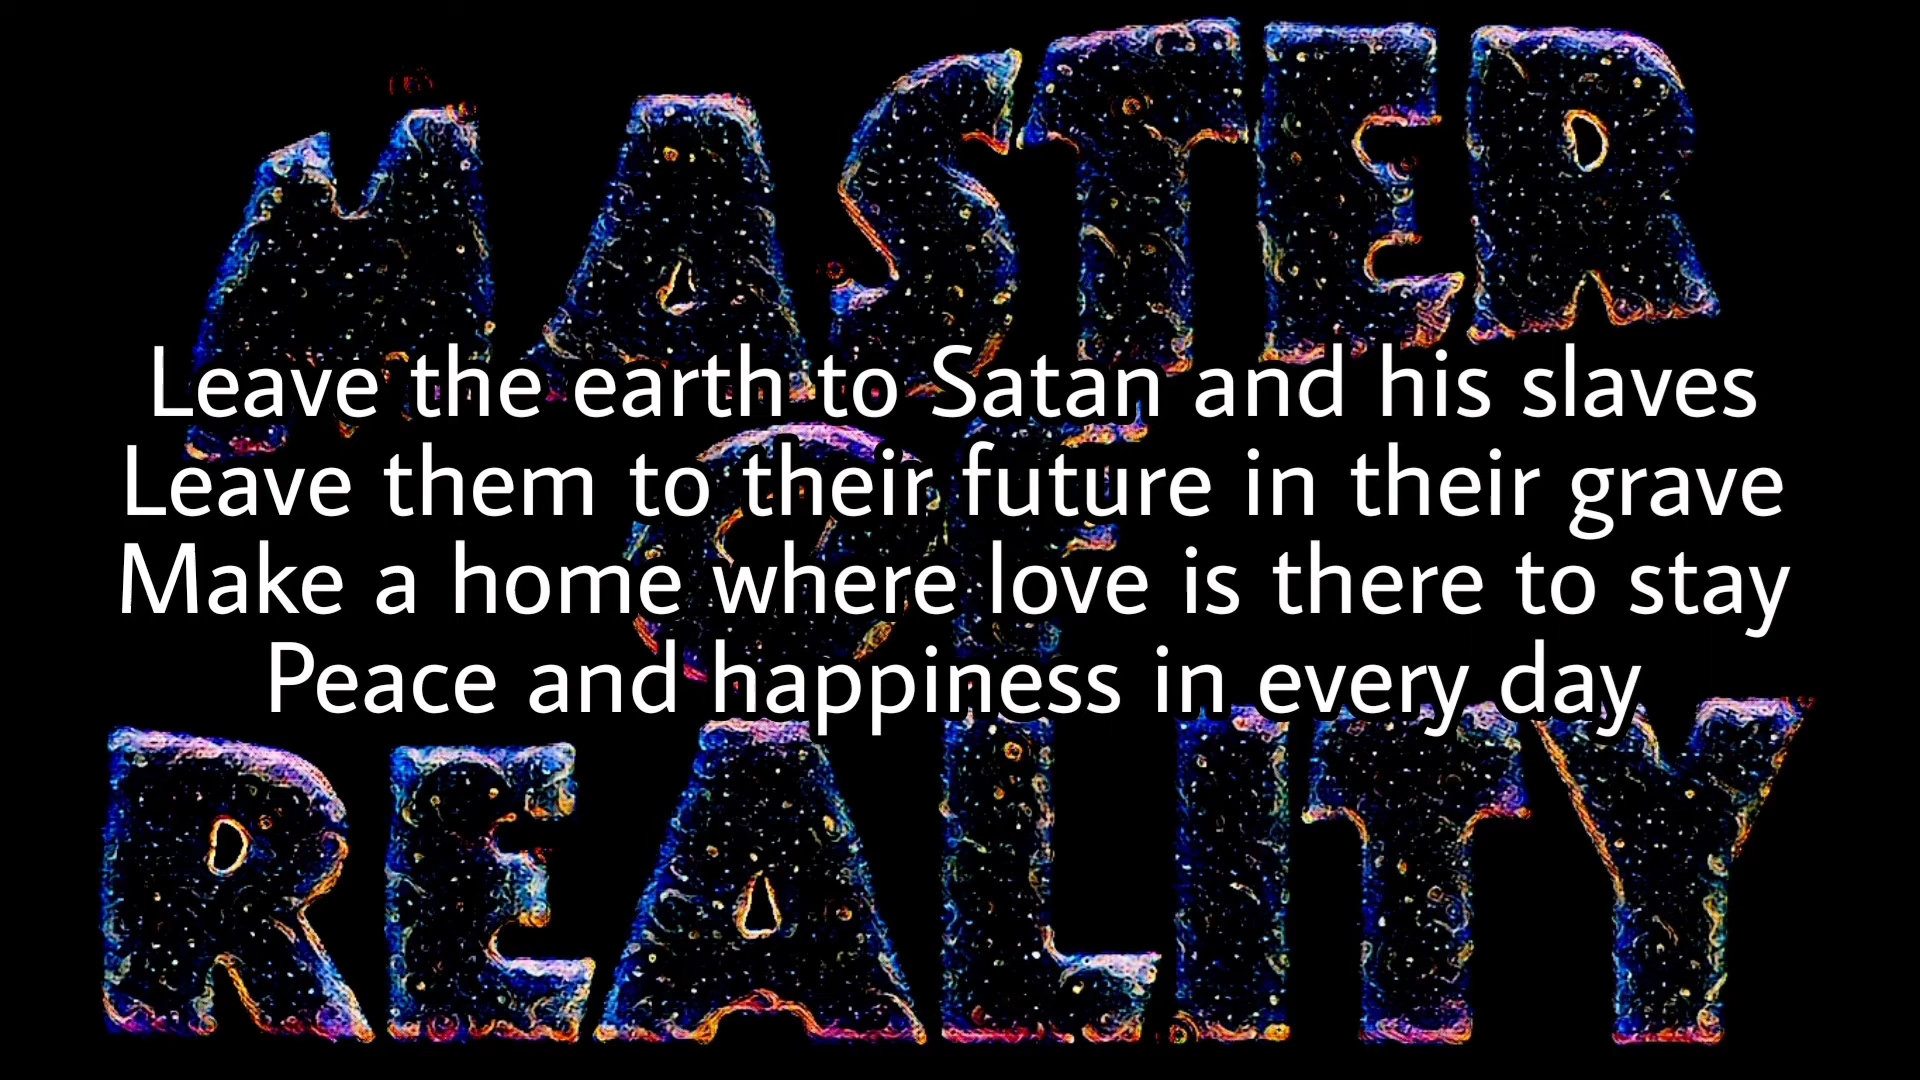 MASTER
Leave the earth to Satan and his slaves
OF
Leave them to their future in their grave
Make a home where love is there to stay
Peace and happiness in every day
REALITY